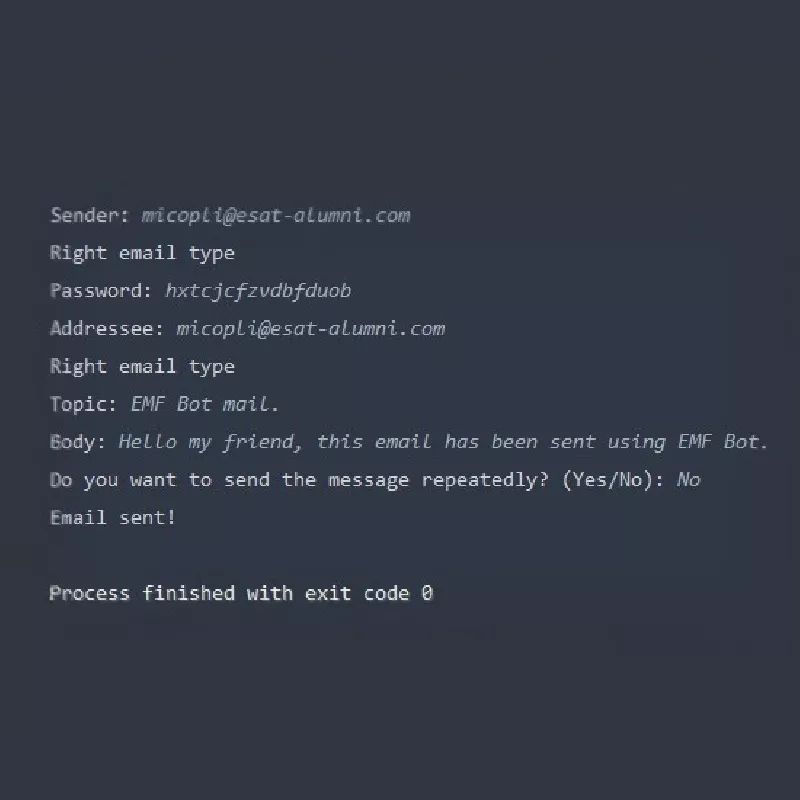 Sender: micopli@esat-alumni.com
Right email type
Password: hxtcjcfzvdbfduob
Addressee: micopli@esat-alumni.com
Right email type
Topic: EMF Bot mail.
Body: Hello my friend, this email has been sent using EMF Bot.
Do you want to send the message repeatedly? (Yes/No): No
Email sent!
Process finished with exit code 0